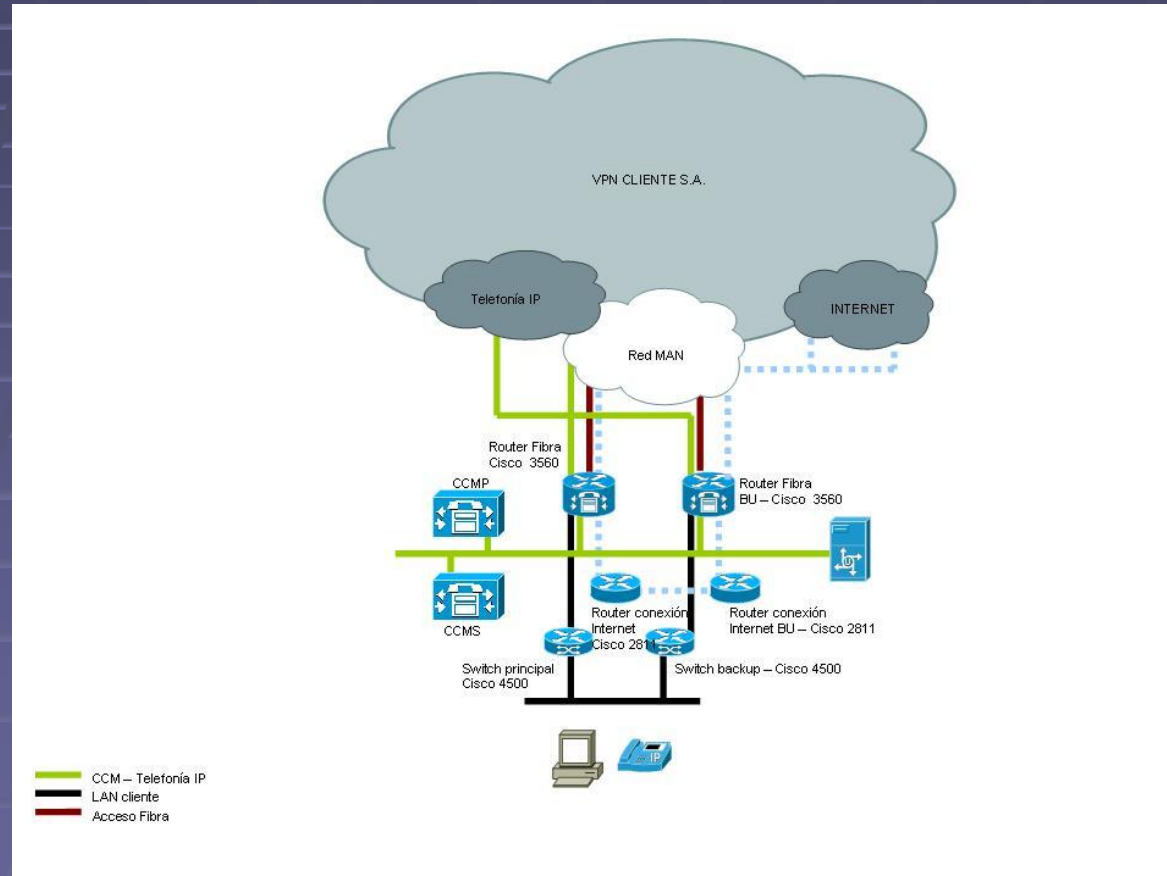 VPN CLIENTE S.A.
Telefonía IP
INTERNET
Red MAN
Router Fibra
Cisco 3560
CCMP
Router Fibra
BU – Cisco 3560
CCMS
Router conexión
Internet
Cisco 2811
Router conexión
Internet BU – Cisco 2811
Switch principal
Cisco 4500
Switch backup – Cisco 4500
IP
CCM – Telefonía IP
LAN cliente
Acceso Fibra